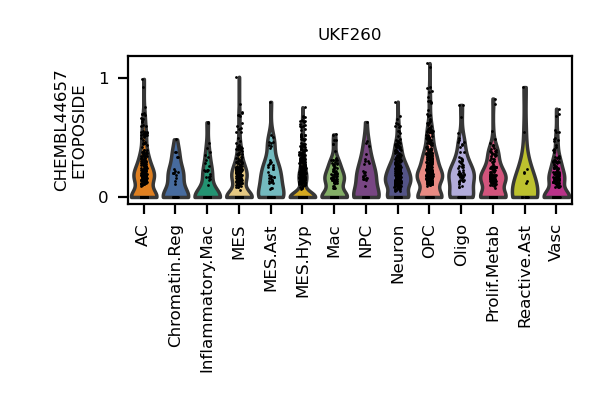 UKF260
CHEMBL44657
ETOPOSIDE
1
0
AC
Chromatin.Reg
Inflammatory.Mac
MES
MES.Ast
MES.Hyp
Mac
NPC
Neuron
OPC
Oligo
Prolif.Metab
Reactive.Ast
Vasc